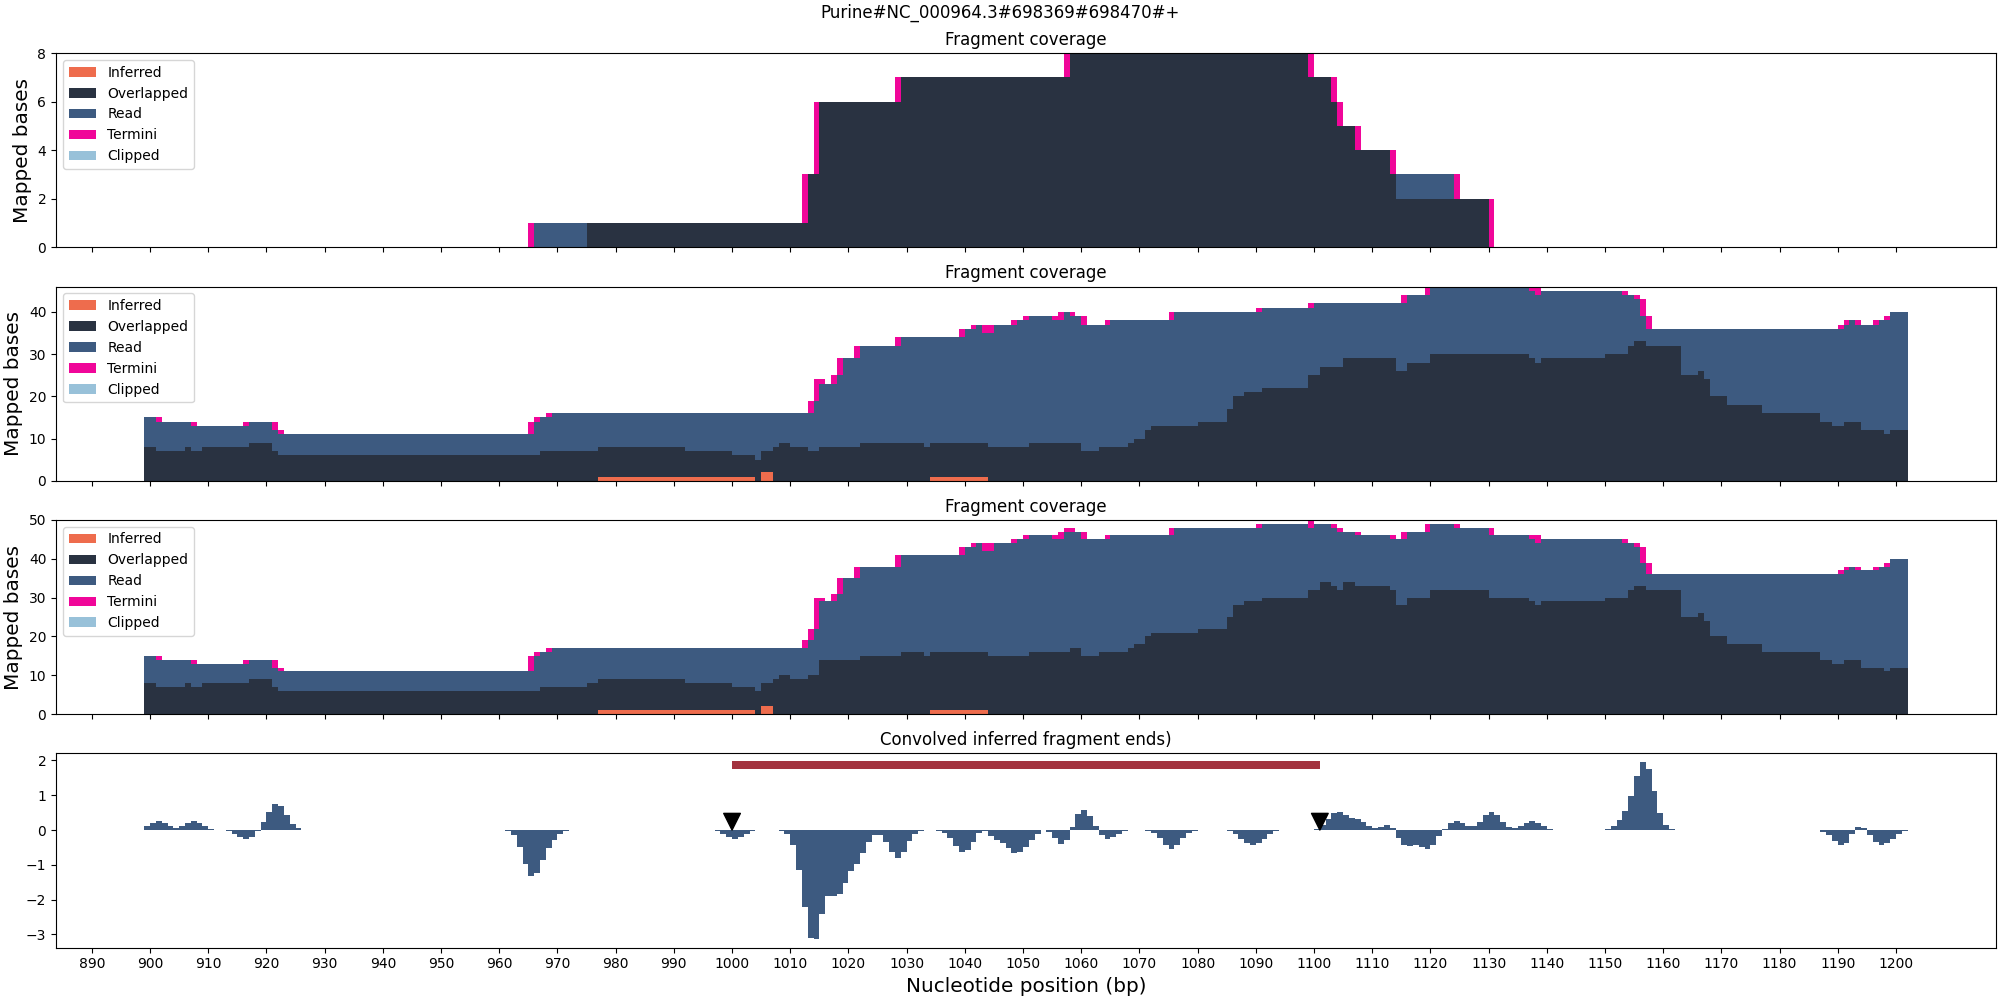 Purine#NC_000964.3#698369#698470#+
Fragment coverage
Mapped bases
8
6
4
2
0
Inferred
Overlapped
Read
Termini
Clipped
Fragment coverage
Mapped bases
40
30
20
10
0
Inferred
Overlapped
Read
Termini
Clipped
Fragment coverage
Mapped bases
50
40
30
20
10
0
Inferred
Overlapped
Read
Termini
Clipped
Convolved inferred fragment ends)
2
1
0
−1
−2
−3
890 900 910 920 930 940 950 960 970 980 990 1000 1010 1020 1030 1040 1050 1060 1070 1080 1090 1100 1110 1120 1130 1140 1150 1160 1170 1180 1190 1200
Nucleotide position (bp)